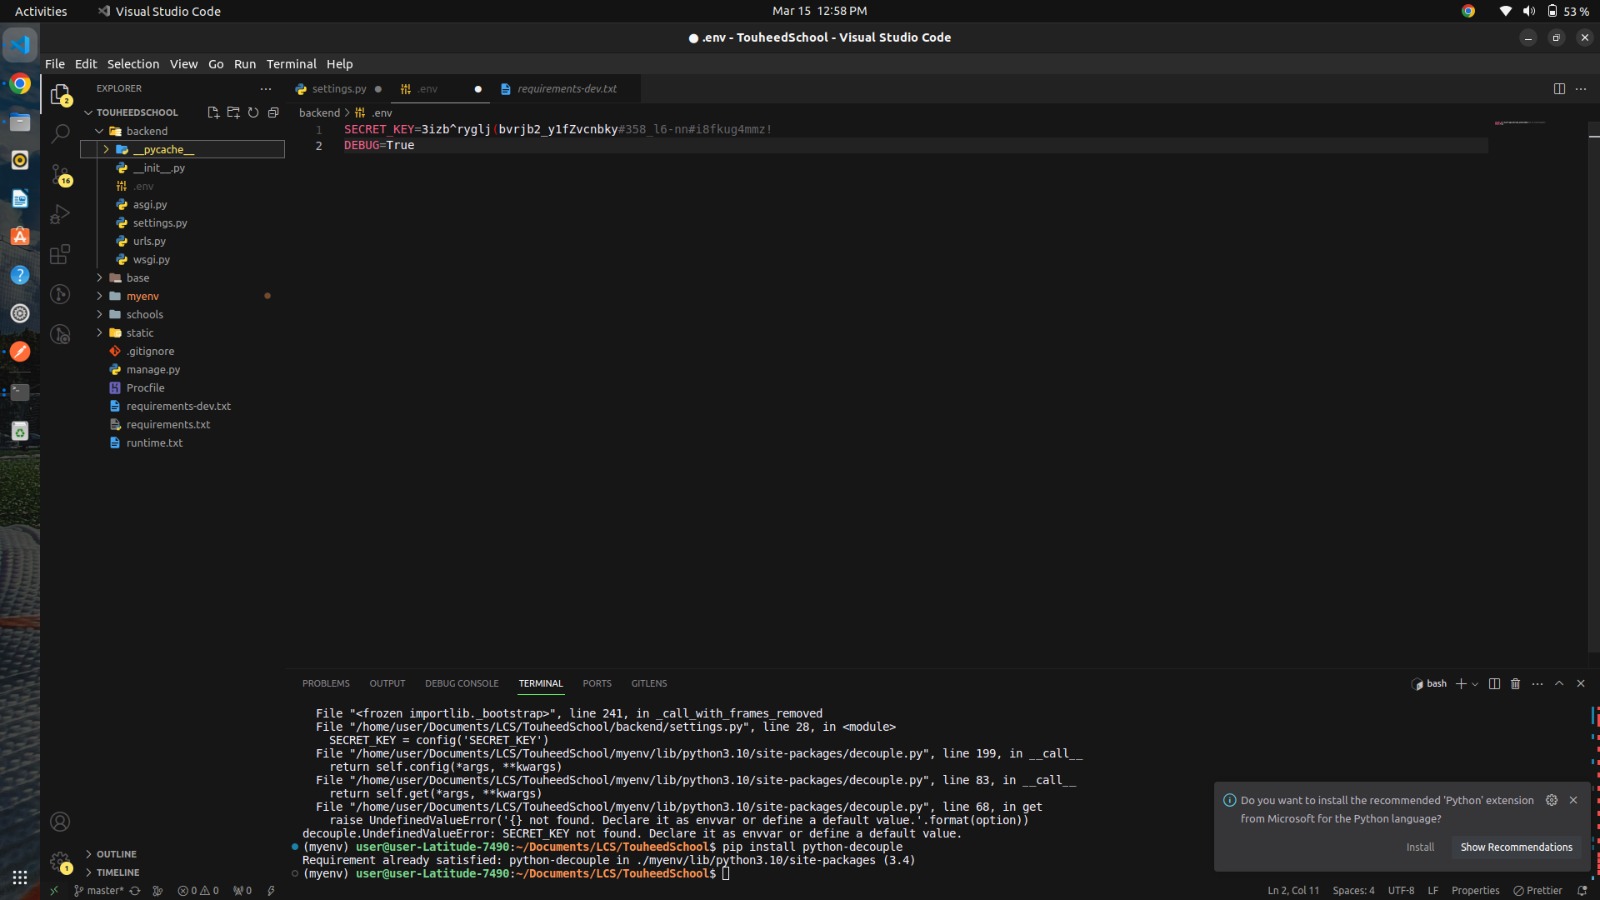 Activities
Visual Studio Code
Mar 15 12:58 PM
53 %
● .env - TouheedSchool - Visual Studio Code
File Edit Selection View Go Run Terminal Help
EXPLORER
settings.py
.env
requirements-dev.txt
TOUHEEDSCHOOL
backend
__pycache__
__init__.py
.env
asgi.py
settings.py
urls.py
wsgi.py
base
myenv
schools
static
.gitignore
manage.py
Procfile
requirements-dev.txt
requirements.txt
runtime.txt
2
16
1
OUTLINE
TIMELINE
backend > .env
1 SECRET_KEY=3izb^ryglj(bvrjb2_y1fZvcnbky#358_l6-nn#i8fkug4mmz!
2 DEBUG=True
PROBLEMS OUTPUT DEBUG CONSOLE TERMINAL PORTS GITLENS
bash
File "<frozen importlib._bootstrap>", line 241, in _call_with_frames_removed
File "/home/user/Documents/LCS/TouheedSchool/backend/settings.py", line 28, in <module>
SECRET_KEY = config('SECRET_KEY')
File "/home/user/Documents/LCS/TouheedSchool/myenv/lib/python3.10/site-packages/decouple.py", line 199, in __call__
return self.config(*args, **kwargs)
File "/home/user/Documents/LCS/TouheedSchool/myenv/lib/python3.10/site-packages/decouple.py", line 83, in __call__
return self.get(*args, **kwargs)
File "/home/user/Documents/LCS/TouheedSchool/myenv/lib/python3.10/site-packages/decouple.py", line 68, in get
raise UndefinedValueError('{} not found. Declare it as envvar or define a default value.'.format(option))
decouple.UndefinedValueError: SECRET_KEY not found. Declare it as envvar or define a default value.
(myenv) user@user-Latitude-7490:~/Documents/LCS/TouheedSchool$ pip install python-decouple
Requirement already satisfied: python-decouple in ./myenv/lib/python3.10/site-packages (3.4)
(myenv) user@user-Latitude-7490:~/Documents/LCS/TouheedSchool$
Do you want to install the recommended 'Python' extension
from Microsoft for the Python language?
Install
Show Recommendations
master*
0 0
0
Ln 2, Col 11
Spaces: 4
UTF-8
LF
Properties
Prettier